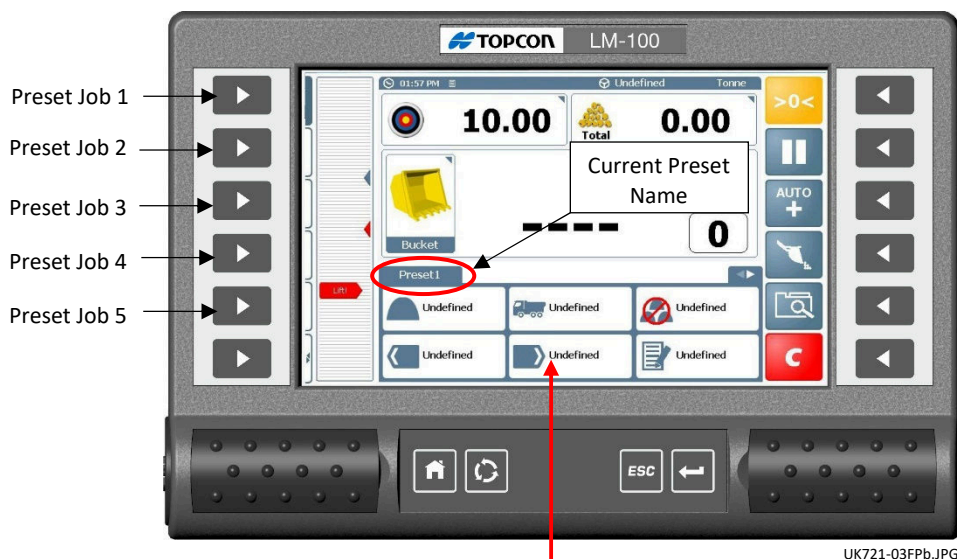 TOPCON LM-100
Preset Job 1
Preset Job 2
Preset Job 3
Preset Job 4
Preset Job 5
01:57 PM Undefined Tonne
10.00
Total
0.00
Current Preset
Name
Bucket
----
0
Preset1
Lift1
Undefined
Undefined
Undefined
Undefined
Undefined
Undefined
>0<
AUTO
+
C
ESC
UK721-03FPb.JPG